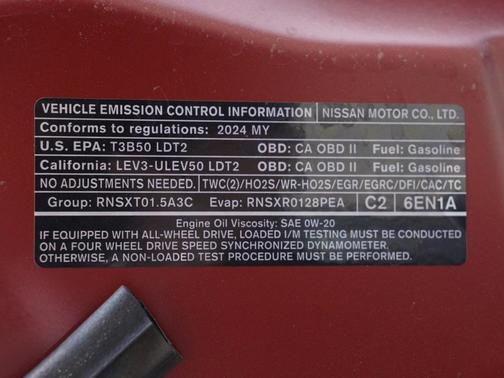 VEHICLE EMISSION CONTROL INFORMATION NISSAN MOTOR CO., LTD.
Conforms to regulations: 2024 MY
U.S. EPA: T3B50 LDT2 OBD: CA OBD II Fuel: Gasoline
California: LEV3-ULEV50 LDT2 OBD: CA OBD II Fuel: Gasoline
NO ADJUSTMENTS NEEDED. TWC(2)/HO2S/WR-HO2S/EGR/EGRC/DFI/CAC/TC
Group: RNSXT01.5A3C Evap: RNSXR0128PEA C2 6EN1A
Engine Oil Viscosity: SAE 0W-20
IF EQUIPPED WITH ALL-WHEEL DRIVE, LOADED I/M TESTING MUST BE CONDUCTED
ON A FOUR WHEEL DRIVE SPEED SYNCHRONIZED DYNAMOMETER.
OTHERWISE, A NON-LOADED TEST PROCEDURE MUST BE PERFORMED.